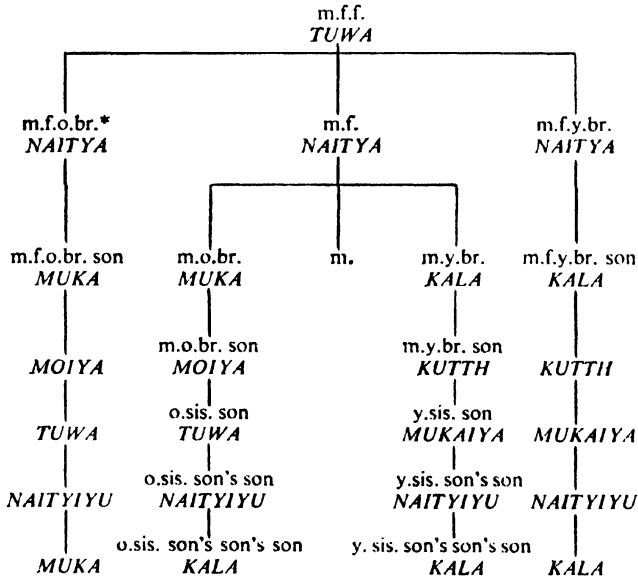 m.f.f.
TUWA
m.f.o.br.* m.f. m.f.y.br.
NAITYA NAITYA NAITYA
m.f.o.br. son m.o.br. m. m.y.br. m.f.y.br. son
MUKA MUKA KALA KALA
m.o.br. son m.y.br. son
MOIYA MOIYA KUTTH KUTTH
o.sis. son y.sis. son
TUWA TUWA MUKAIYA MUKAIYA
o.sis. son's son y.sis. son's son
NAITYIYU NAITYIYU NAITYIYU NAITYIYU
o.sis. son's son's son y. sis. son's son's son
MUKA KALA KALA KALA